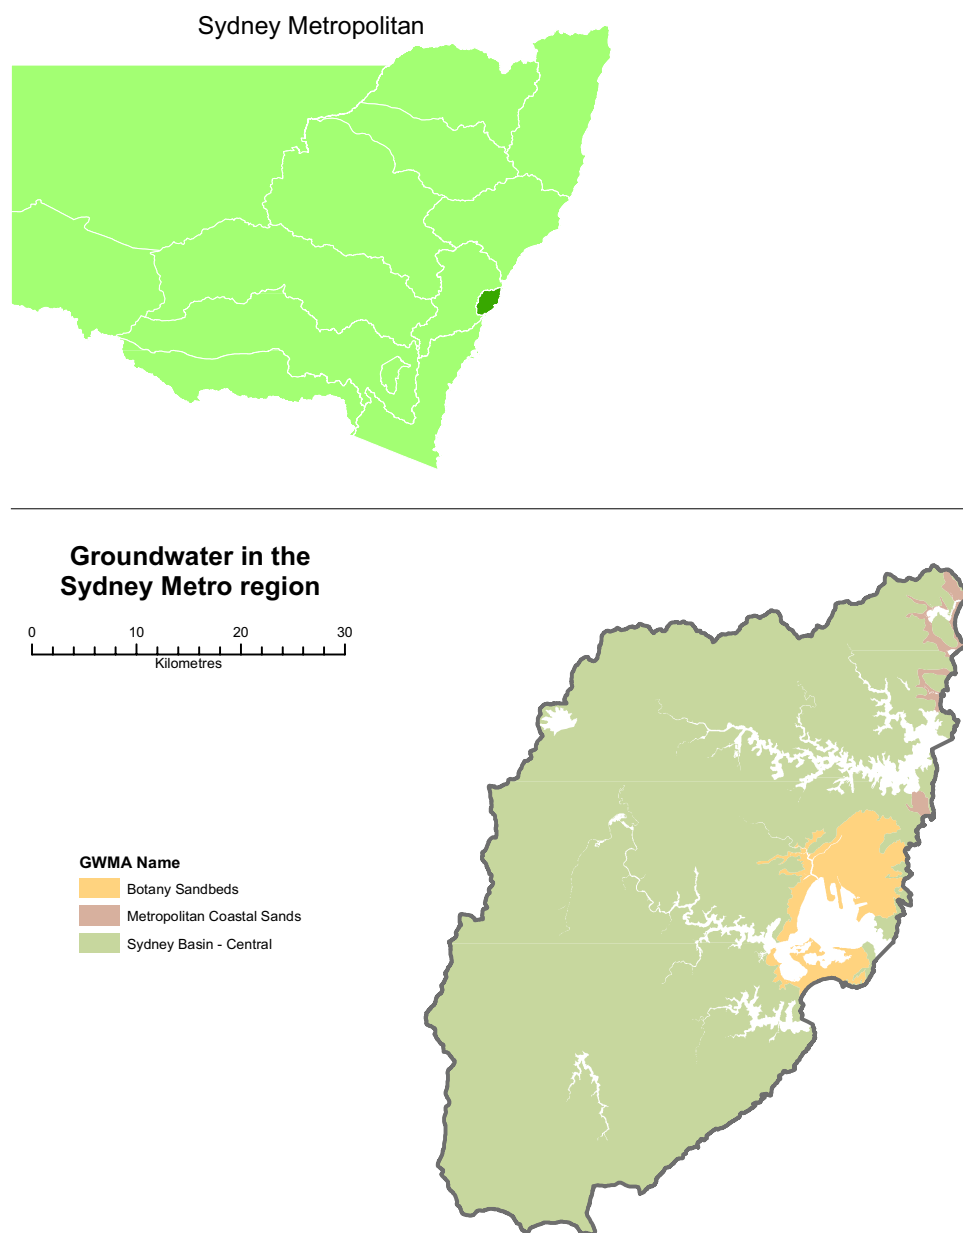 Sydney Metropolitan
Groundwater in the
Sydney Metro region
0 10 20 30
Kilometres
GWMA Name
Botany Sandbeds
Metropolitan Coastal Sands
Sydney Basin - Central